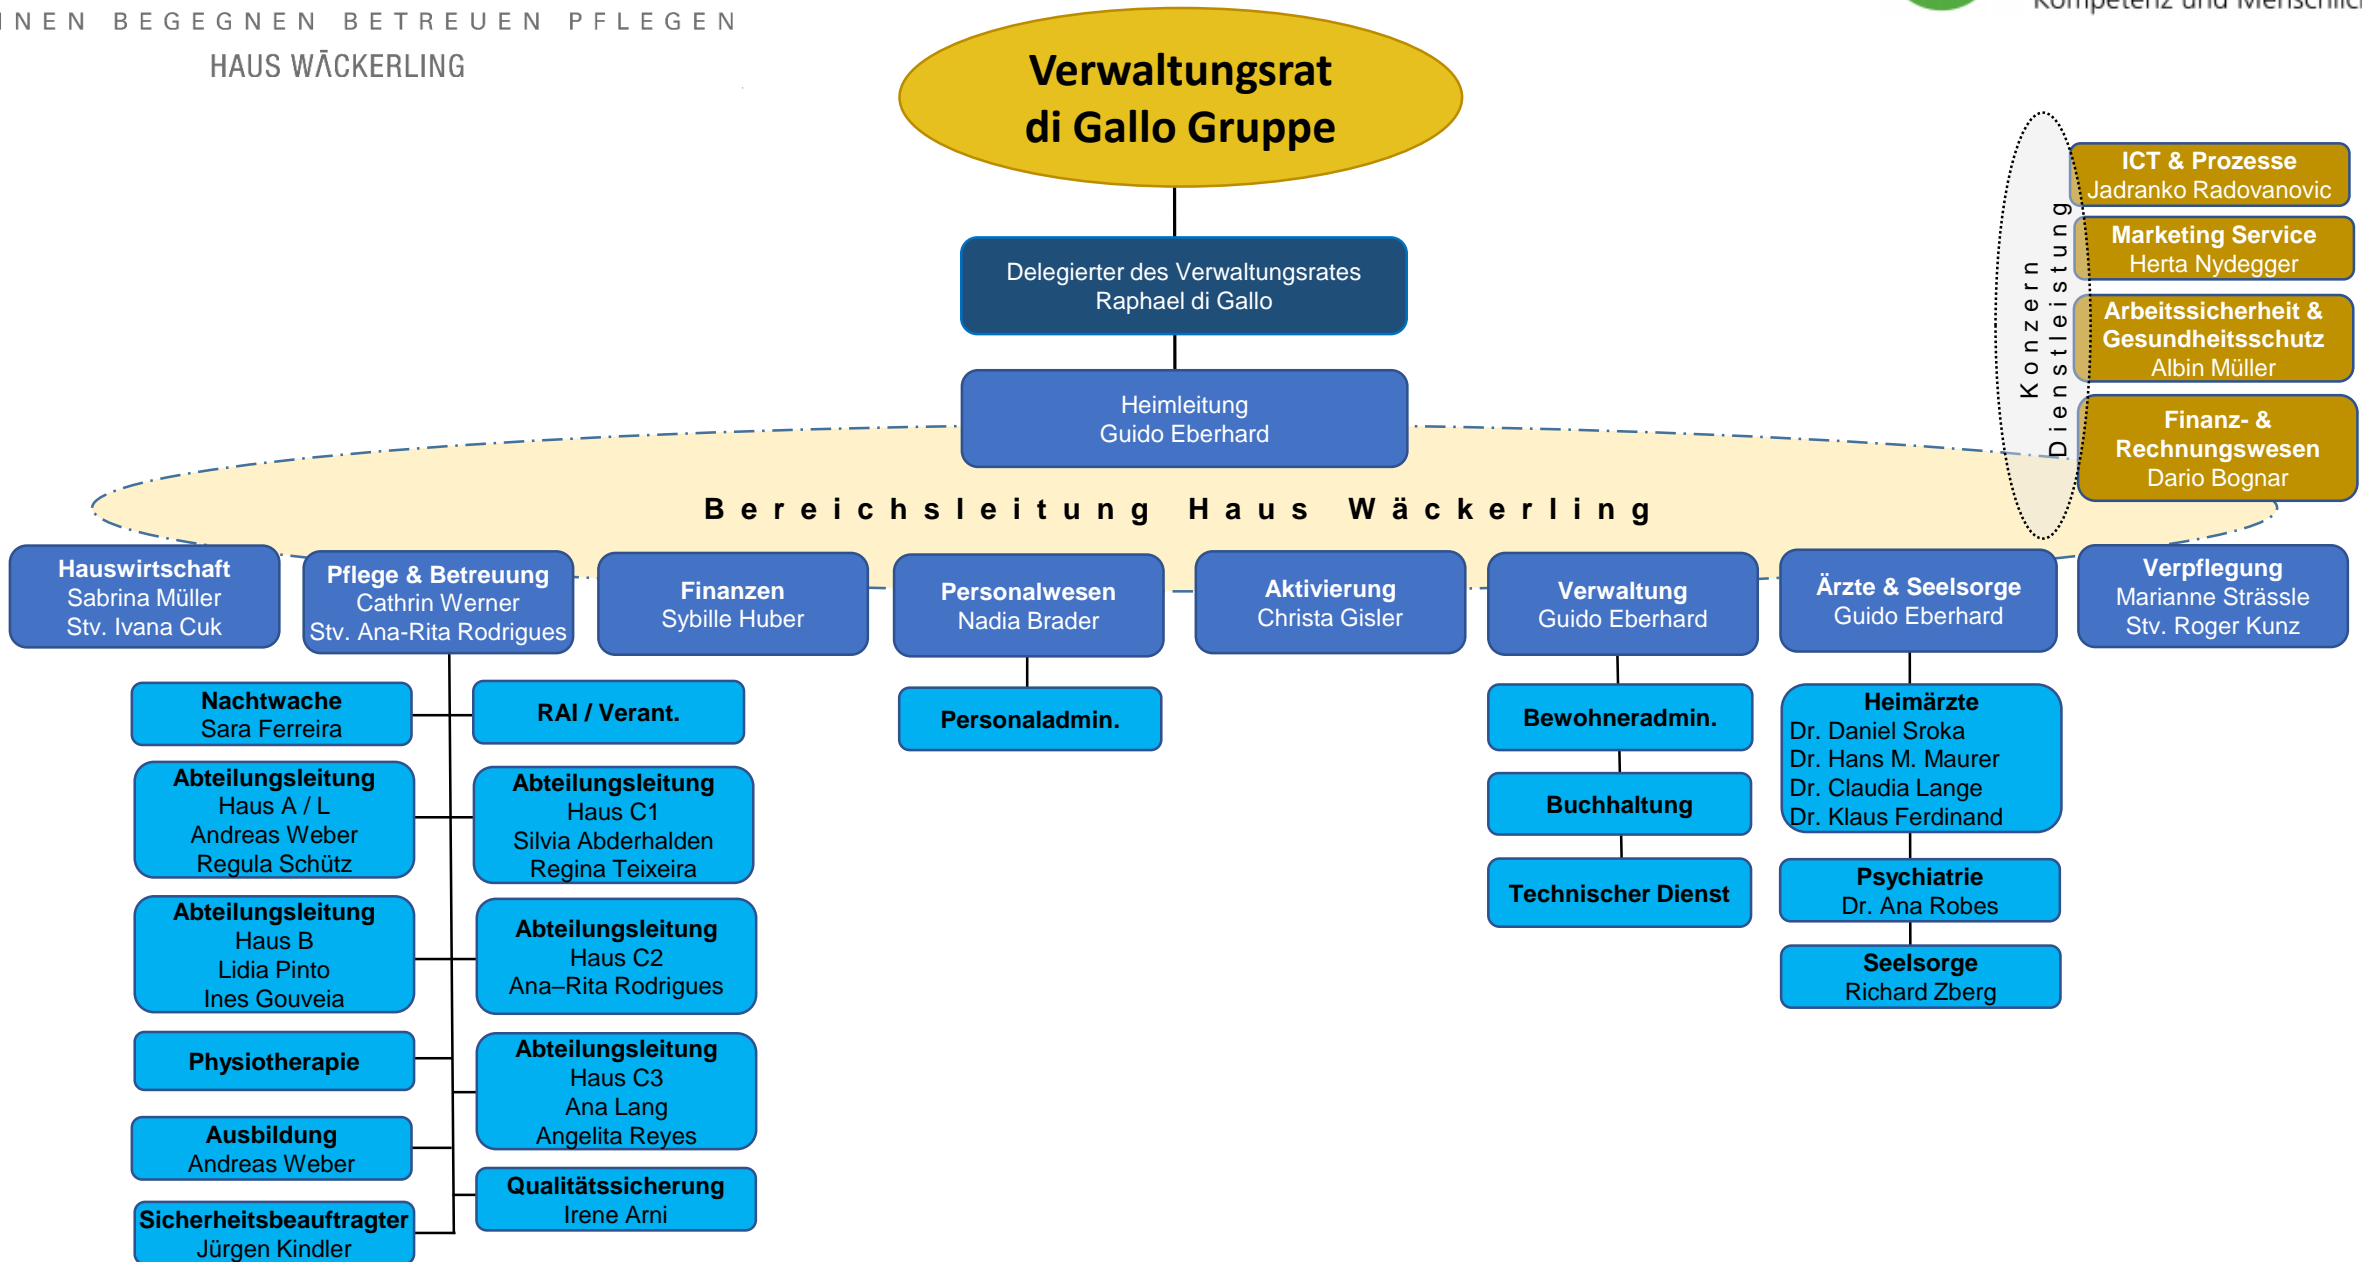 BEGEGNEN BETREUEN PFLEGEN
HAUS WÄCKERLING
Verwaltungsrat
di Gallo Gruppe
Delegierter des Verwaltungsrates
Raphael di Gallo
Heimleitung
Guido Eberhard
Konzern
Dienstleistung
ICT & Prozesse
Jadranko Radovanovic
Marketing Service
Herta Nydegger
Arbeitssicherheit &
Gesundheitsschutz
Albin Müller
Finanz- &
Rechnungswesen
Dario Bognar
Bereichsleitung Haus Wäckerling
Hauswirtschaft
Sabrina Müller
Stv. Ivana Cuk
Pflege & Betreuung
Cathrin Werner
Stv. Ana-Rita Rodrigues
Finanzen
Sybille Huber
Personalwesen
Nadia Brader
Aktivierung
Christa Gisler
Verwaltung
Guido Eberhard
Ärzte & Seelsorge
Guido Eberhard
Verpflegung
Marianne Strässle
Stv. Roger Kunz
Nachtwache
Sara Ferreira
RAI / Verant.
Abteilungsleitung
Haus A / L
Andreas Weber
Regula Schütz
Abteilungsleitung
Haus C1
Silvia Abderhalden
Regina Teixeira
Abteilungsleitung
Haus B
Lidia Pinto
Ines Gouveia
Abteilungsleitung
Haus C2
Ana–Rita Rodrigues
Physiotherapie
Abteilungsleitung
Haus C3
Ana Lang
Angelita Reyes
Ausbildung
Andreas Weber
Qualitätssicherung
Irene Arni
Sicherheitsbeauftragter
Jürgen Kindler
Personaladmin.
Bewohneradmin.
Buchhaltung
Technischer Dienst
Heimärzte
Dr. Daniel Sroka
Dr. Hans M. Maurer
Dr. Claudia Lange
Dr. Klaus Ferdinand
Psychiatrie
Dr. Ana Robes
Seelsorge
Richard Zberg